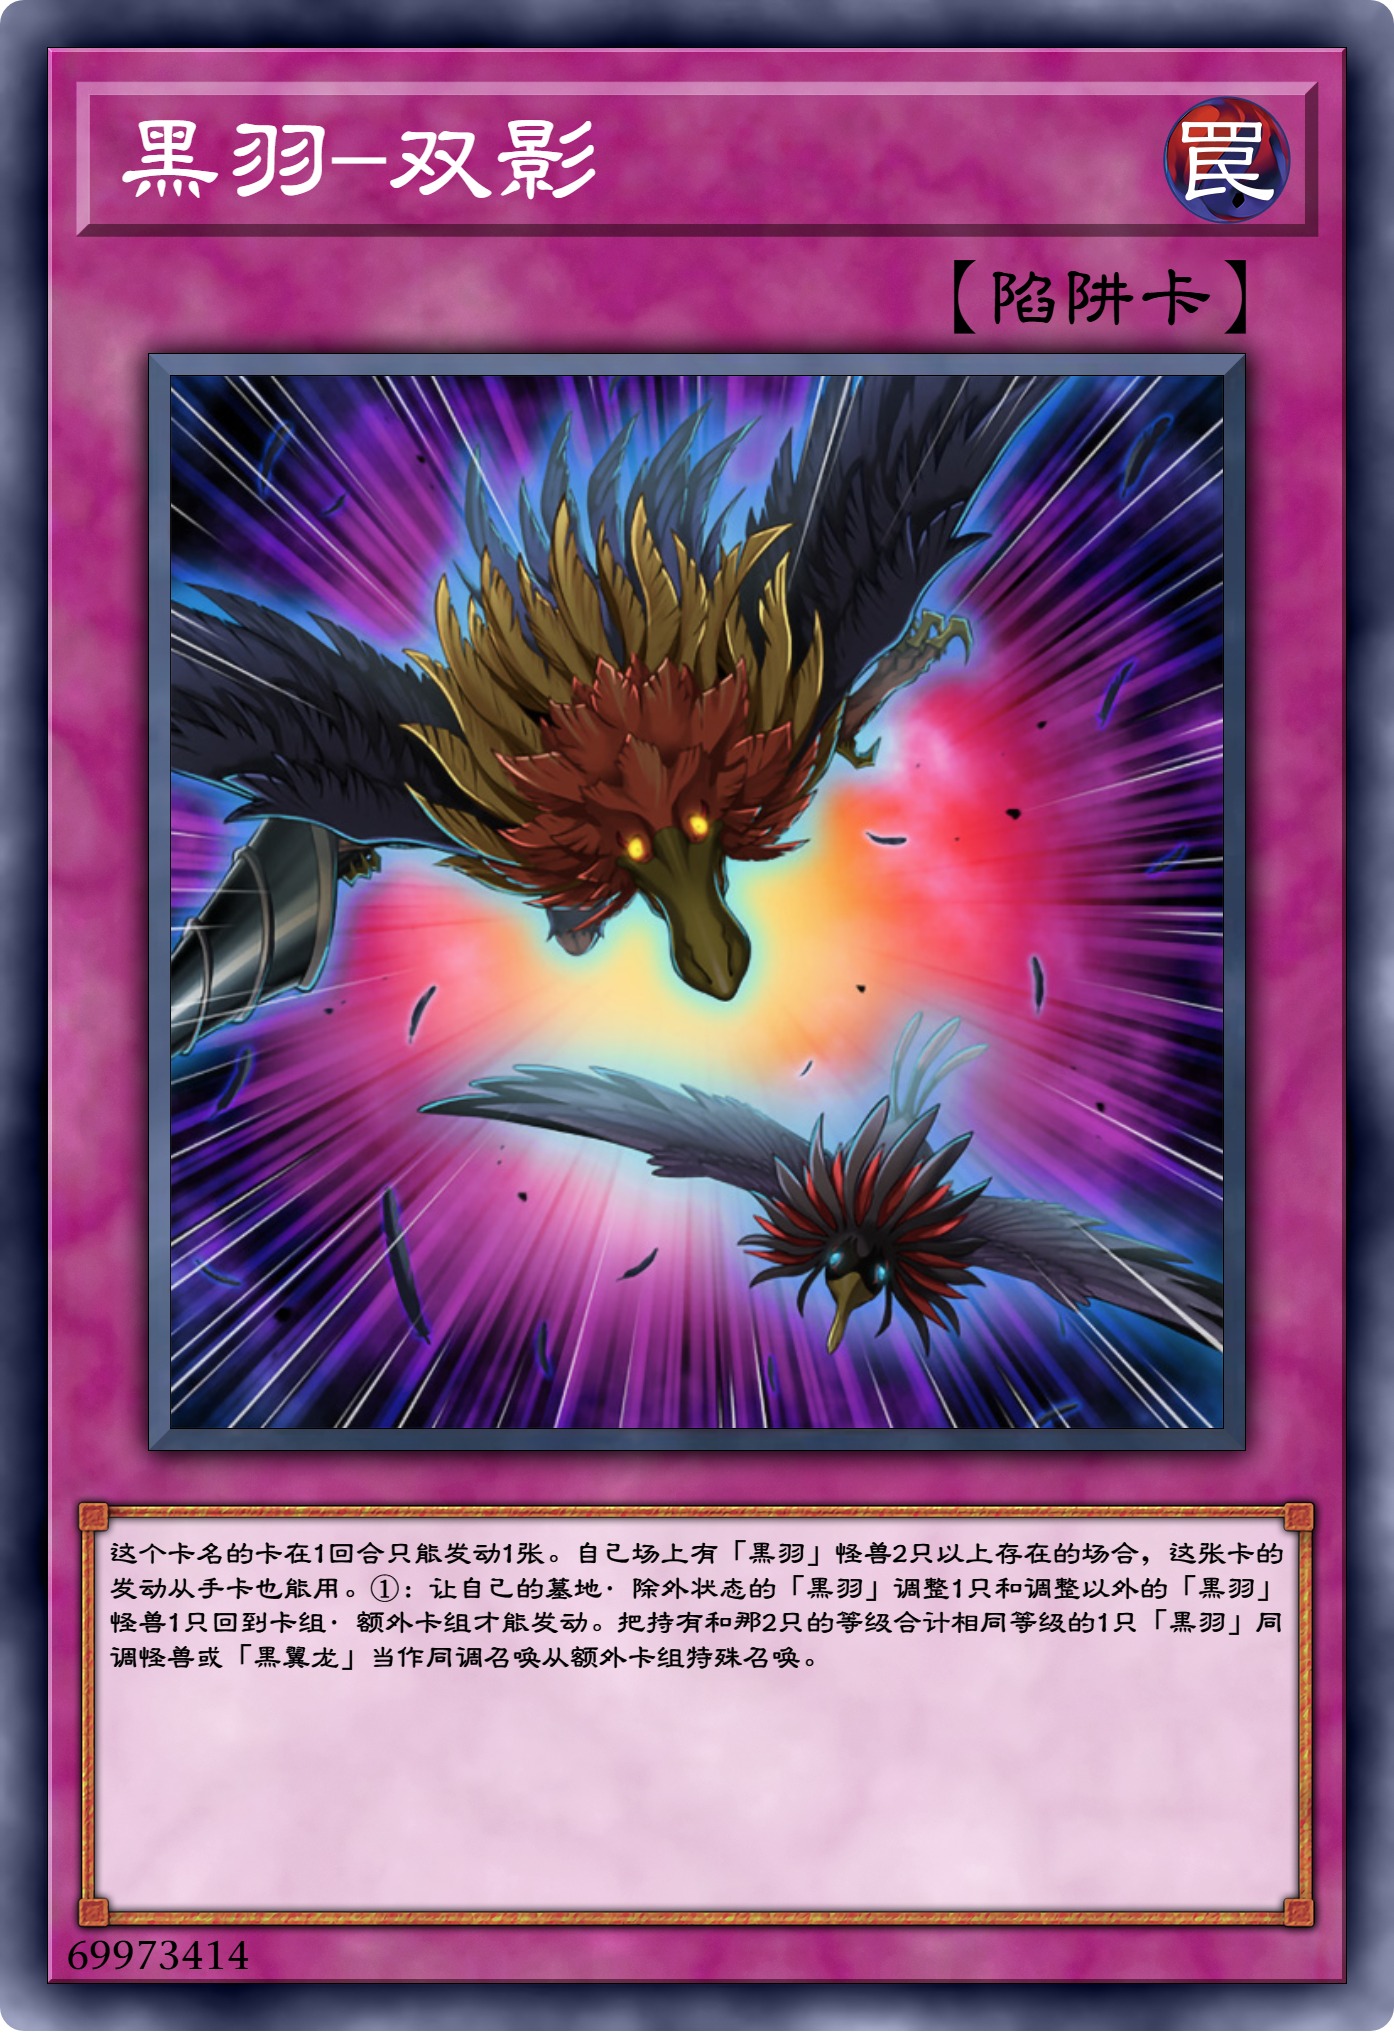 黑羽-双影
罠
【陷阱卡】
这个卡名的卡在1回合只能发动1张。自己场上有「黑羽」怪兽2只以上存在的场合，这张卡的
发动从手卡也能用。①：让自己的墓地·除外状态的「黑羽」调整1只和调整以外的「黑羽」
怪兽1只回到卡组·额外卡组才能发动。把持有和那2只的等级合计相同等级的1只「黑羽」同
调怪兽或「黑翼龙」当作同调召唤从额外卡组特殊召唤。
69973414